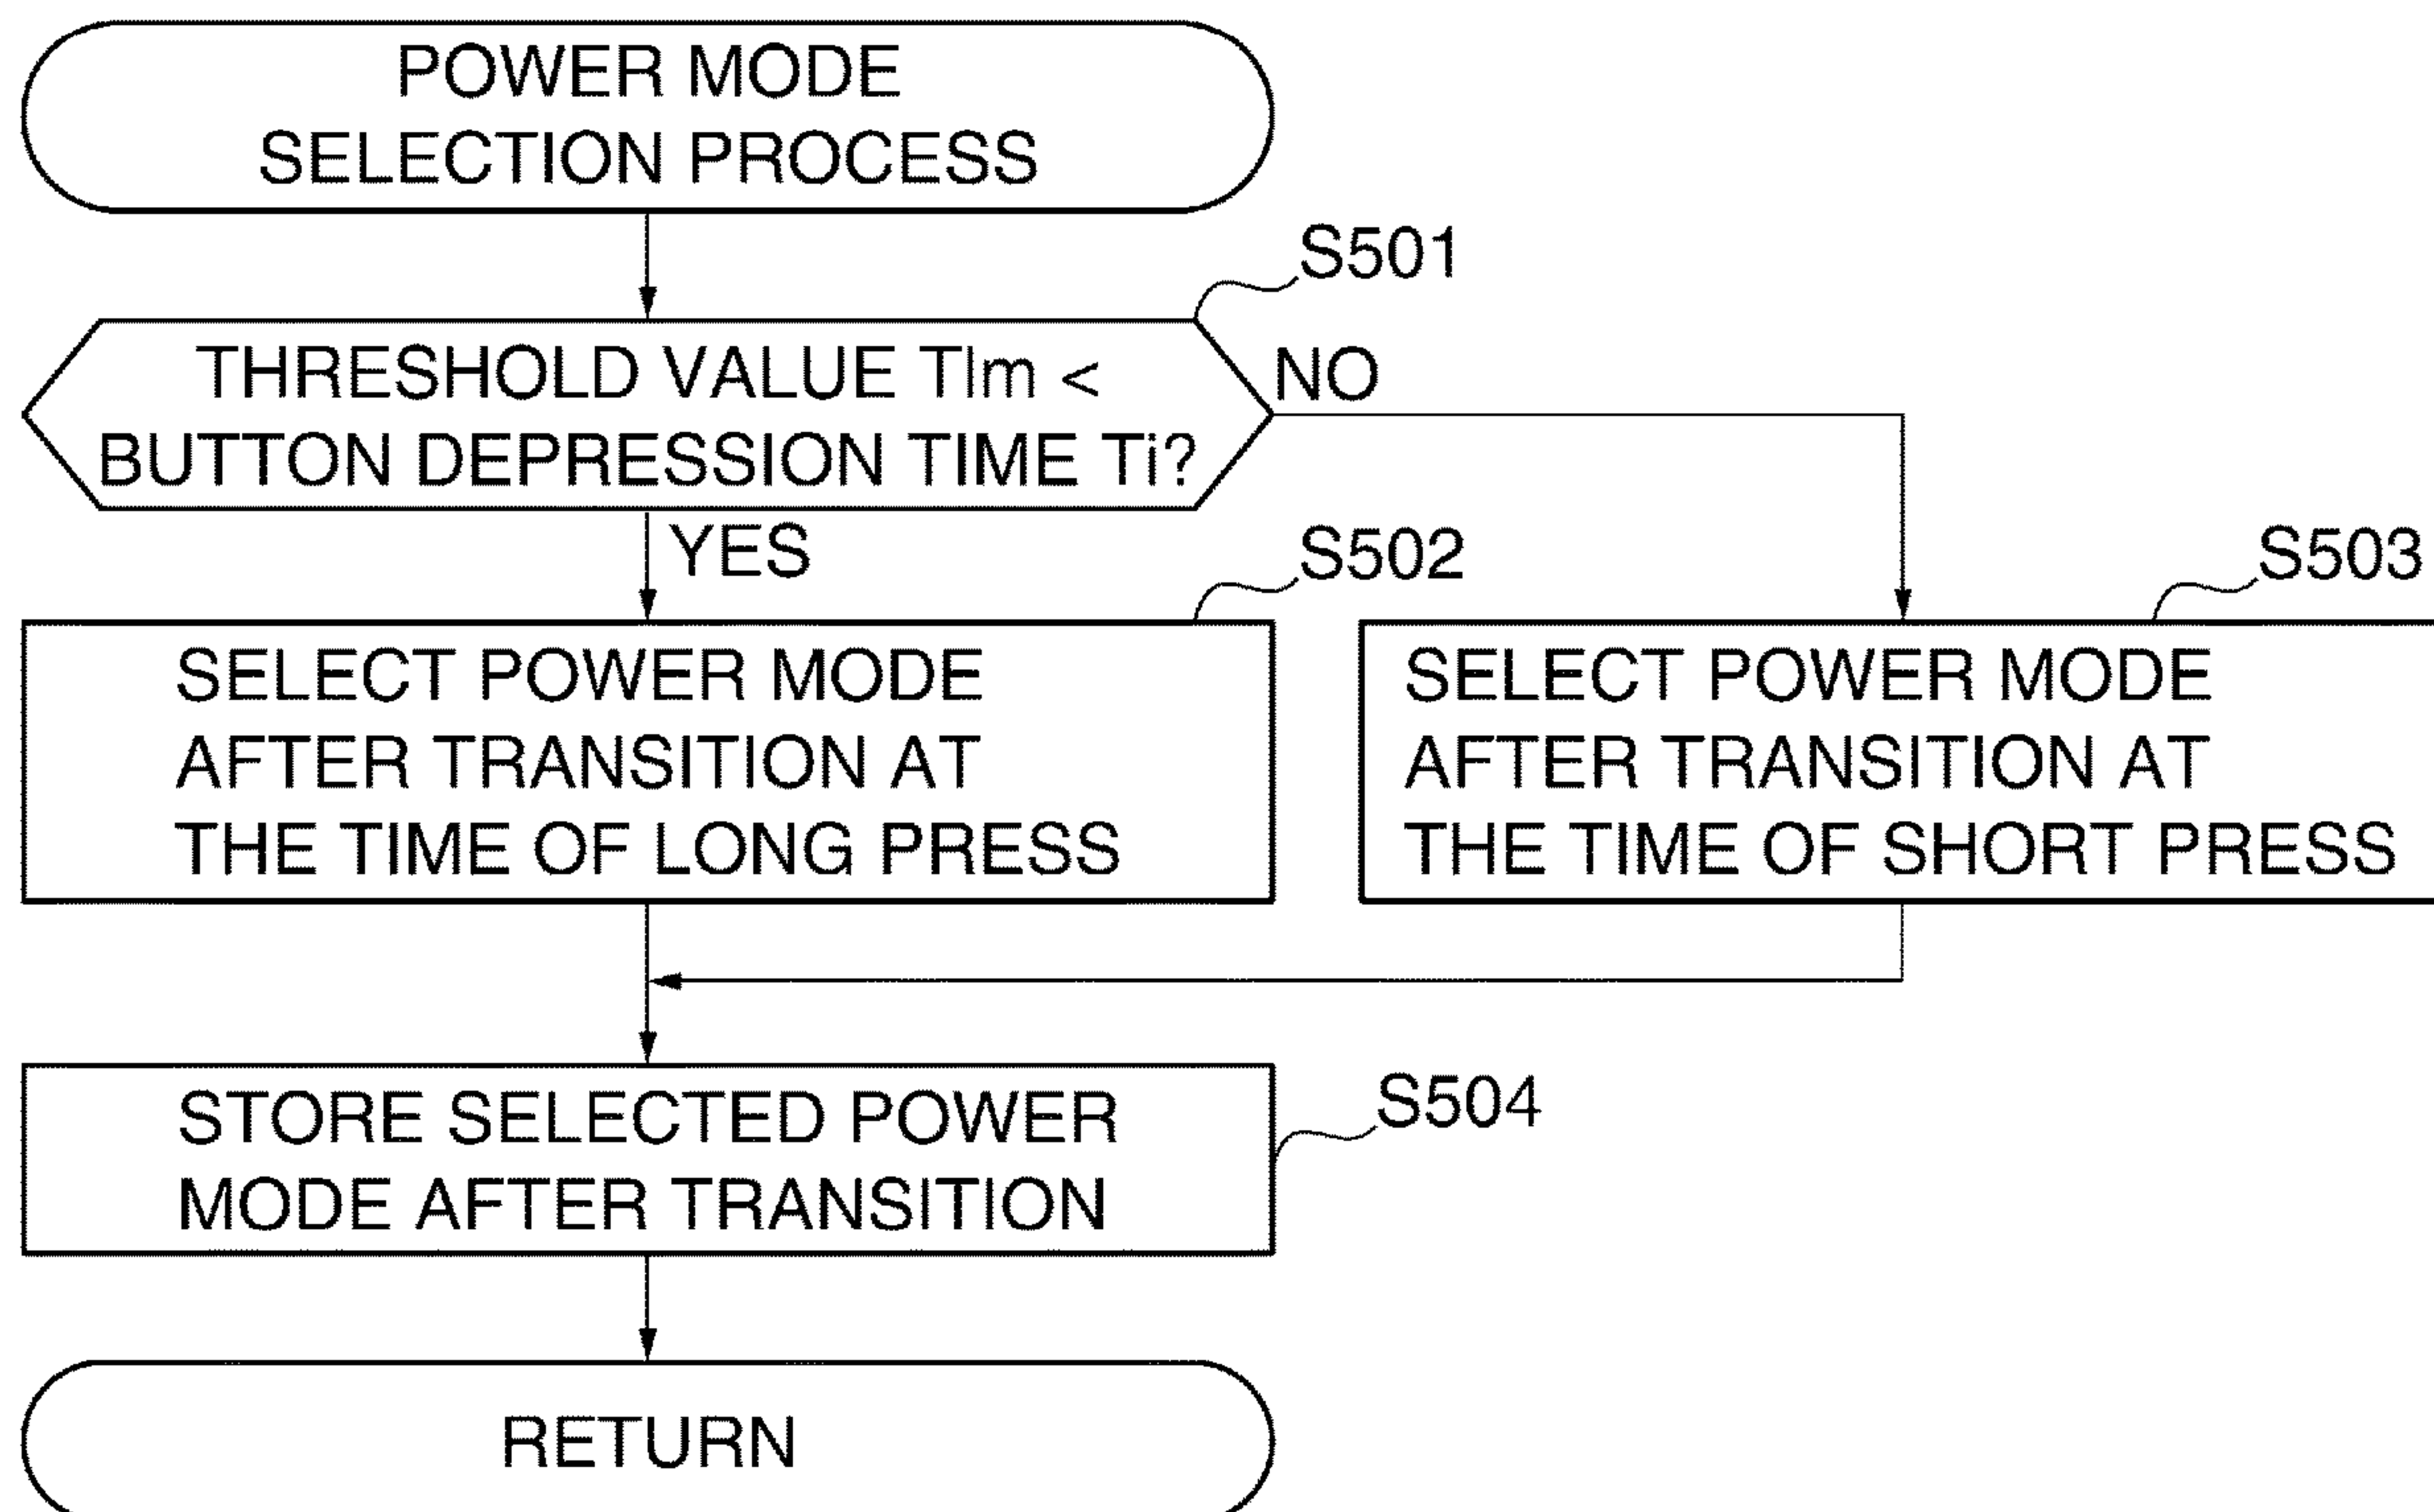 POWER MODE
SELECTION PROCESS
S501
THRESHOLD VALUE Tlm <
BUTTON DEPRESSION TIME Ti?
NO
YES
S502
SELECT POWER MODE
AFTER TRANSITION AT
THE TIME OF LONG PRESS
S503
SELECT POWER MODE
AFTER TRANSITION AT
THE TIME OF SHORT PRESS
STORE SELECTED POWER
MODE AFTER TRANSITION
S504
RETURN